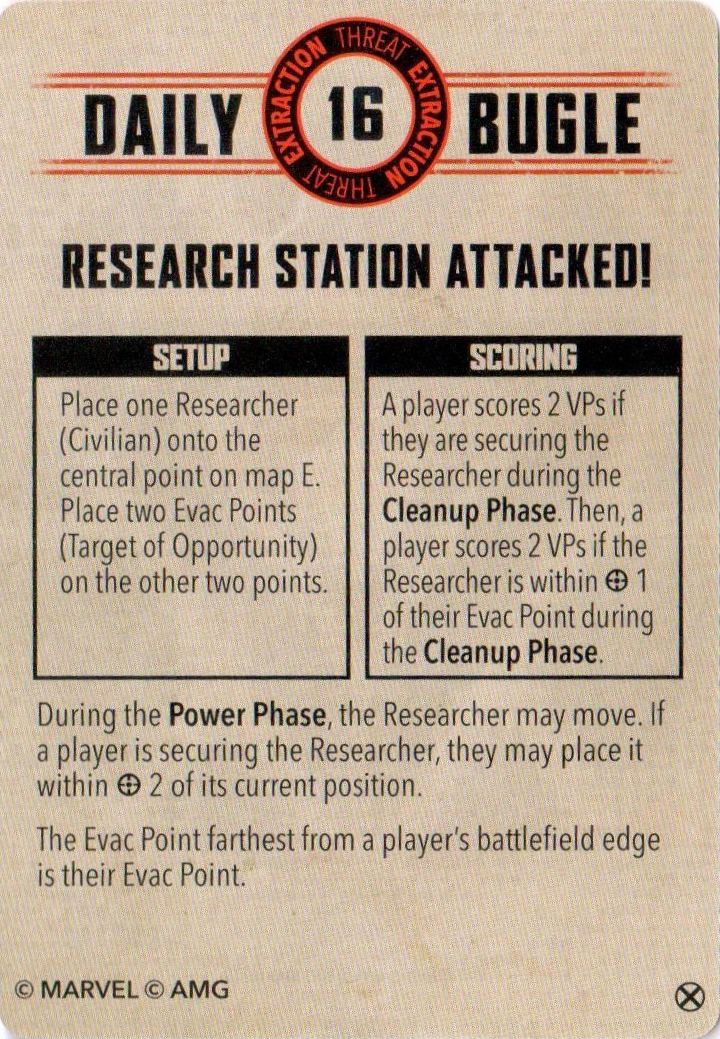 EXTRACTION THREAT EXTRACTION THREAT
DAILY 16 BUGLE
RESEARCH STATION ATTACKED!
SETUP
Place one Researcher
(Civilian) onto the
central point on map E.
Place two Evac Points
(Target of Opportunity)
on the other two points.
SCORING
A player scores 2 VPs if
they are securing the
Researcher during the
Cleanup Phase. Then, a
player scores 2 VPs if the
Researcher is within ⌖ 1
of their Evac Point during
the Cleanup Phase.
During the Power Phase, the Researcher may move. If
a player is securing the Researcher, they may place it
within ⌖ 2 of its current position.
The Evac Point farthest from a player's battlefield edge
is their Evac Point.
© MARVEL © AMG